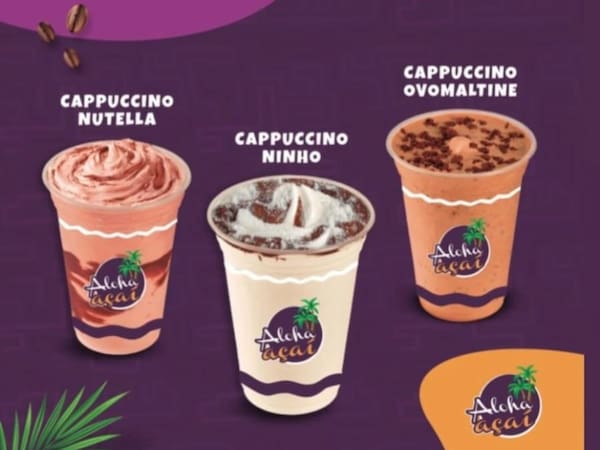 CAPPUCCINO
NUTELLA
CAPPUCCINO
NINHO
CAPPUCCINO
OVOMALTINE
Aloha
açaí
Aloha
açaí
Aloha
açaí
Aloha
açaí